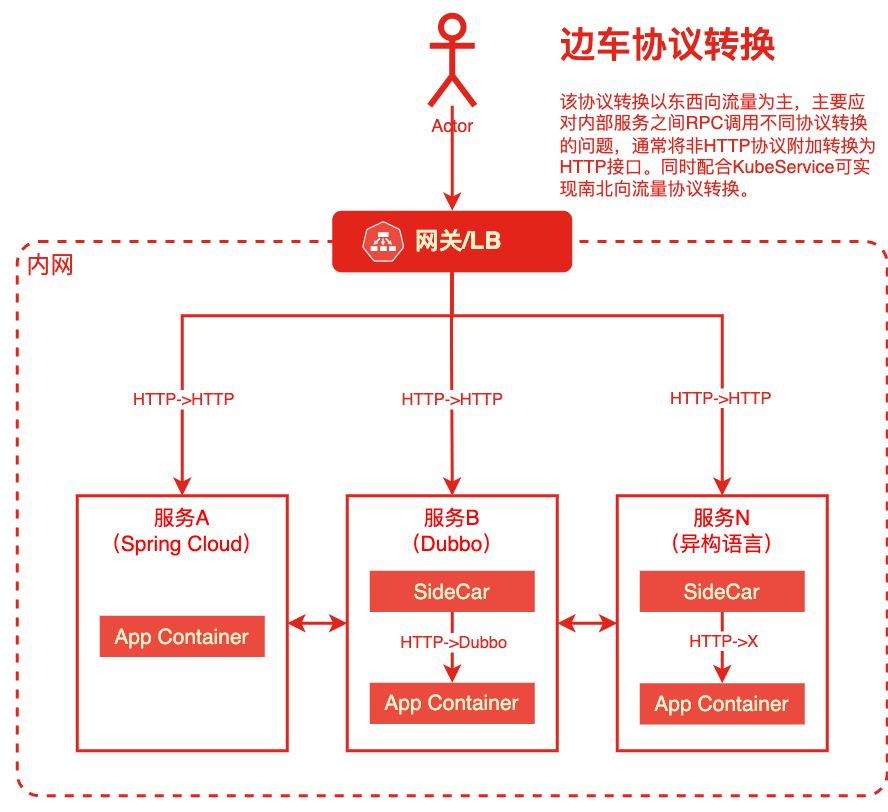 边车协议转换
该协议转换以东西向流量为主，主要应
对内部服务之间RPC调用不同协议转换
的问题，通常将非HTTP协议附加转换为
HTTP接口。同时配合KubeService可实
现南北向流量协议转换。
Actor
网关/LB
内网
HTTP->HTTP
HTTP->HTTP
HTTP->HTTP
服务A
（Spring Cloud）
App Container
服务B
（Dubbo）
SideCar
HTTP->Dubbo
App Container
服务N
（异构语言）
SideCar
HTTP->X
App Container